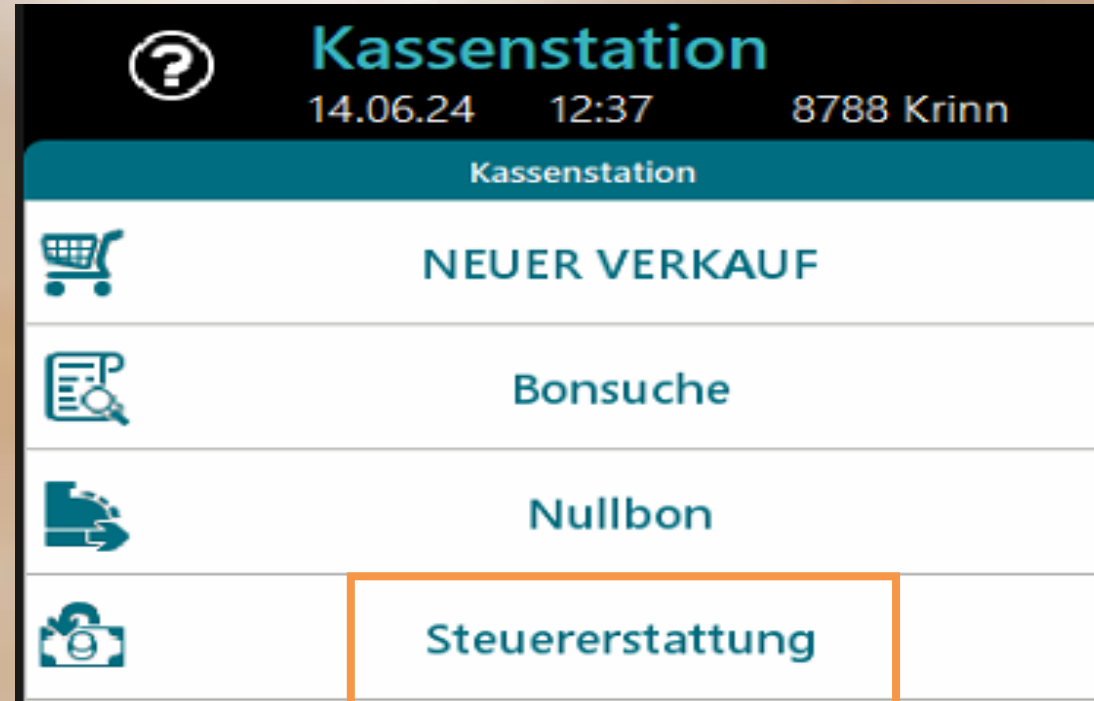 Kassenstation
14.06.24 12:37 8788 Krinn
Kassenstation
NEUER VERKAUF
Bonsuche
Nullbon
Steuererstattung